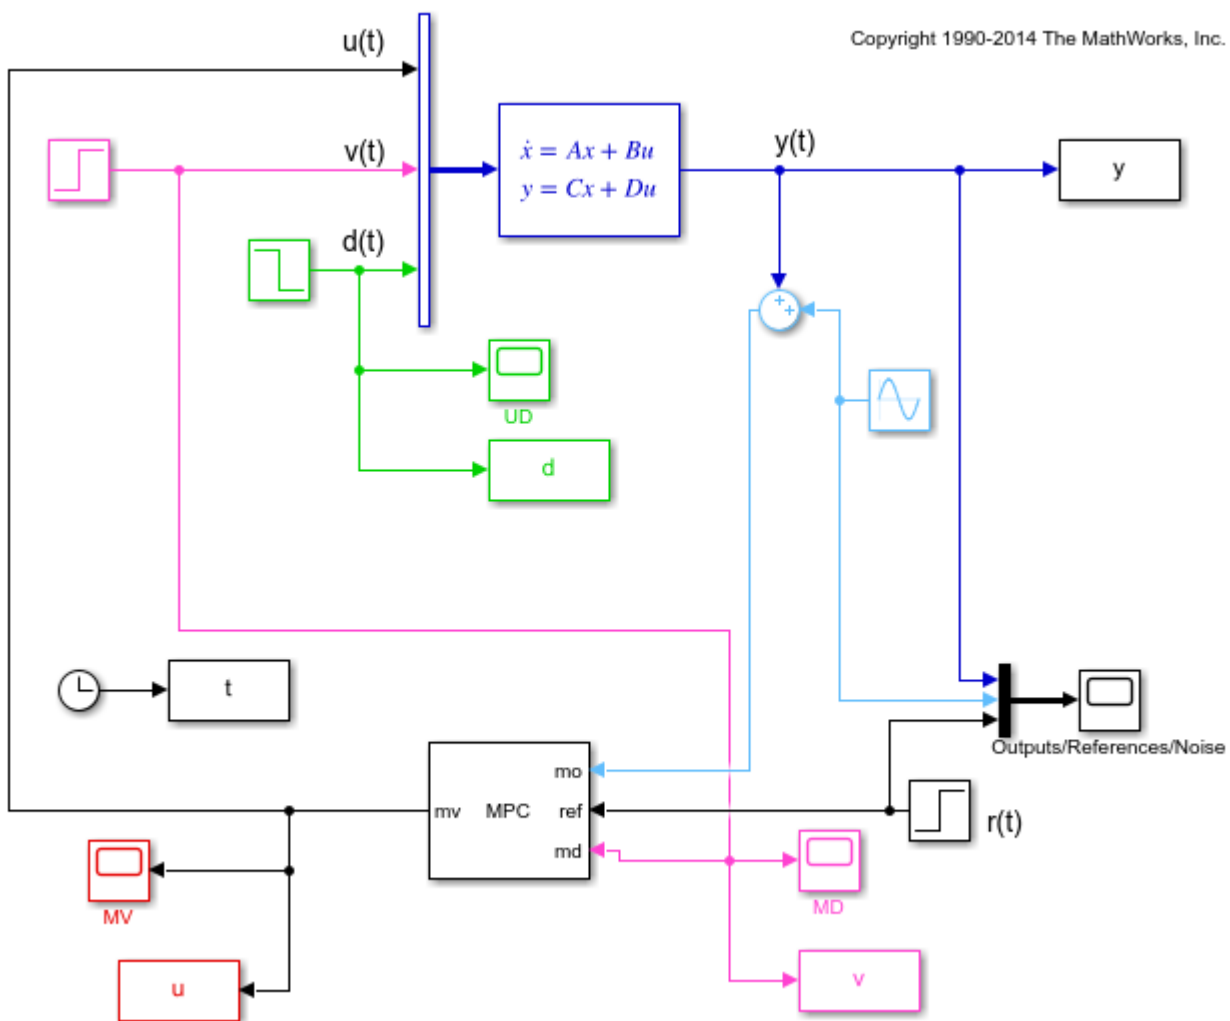 u(t)
Copyright 1990-2014 The MathWorks, Inc.
v(t)
ẋ = Ax + Bu
y = Cx + Du
y(t)
y
d(t)
++
UD
d
t
Outputs/References/Noise
mo
mv MPC ref
md
r(t)
MV
MD
u
v